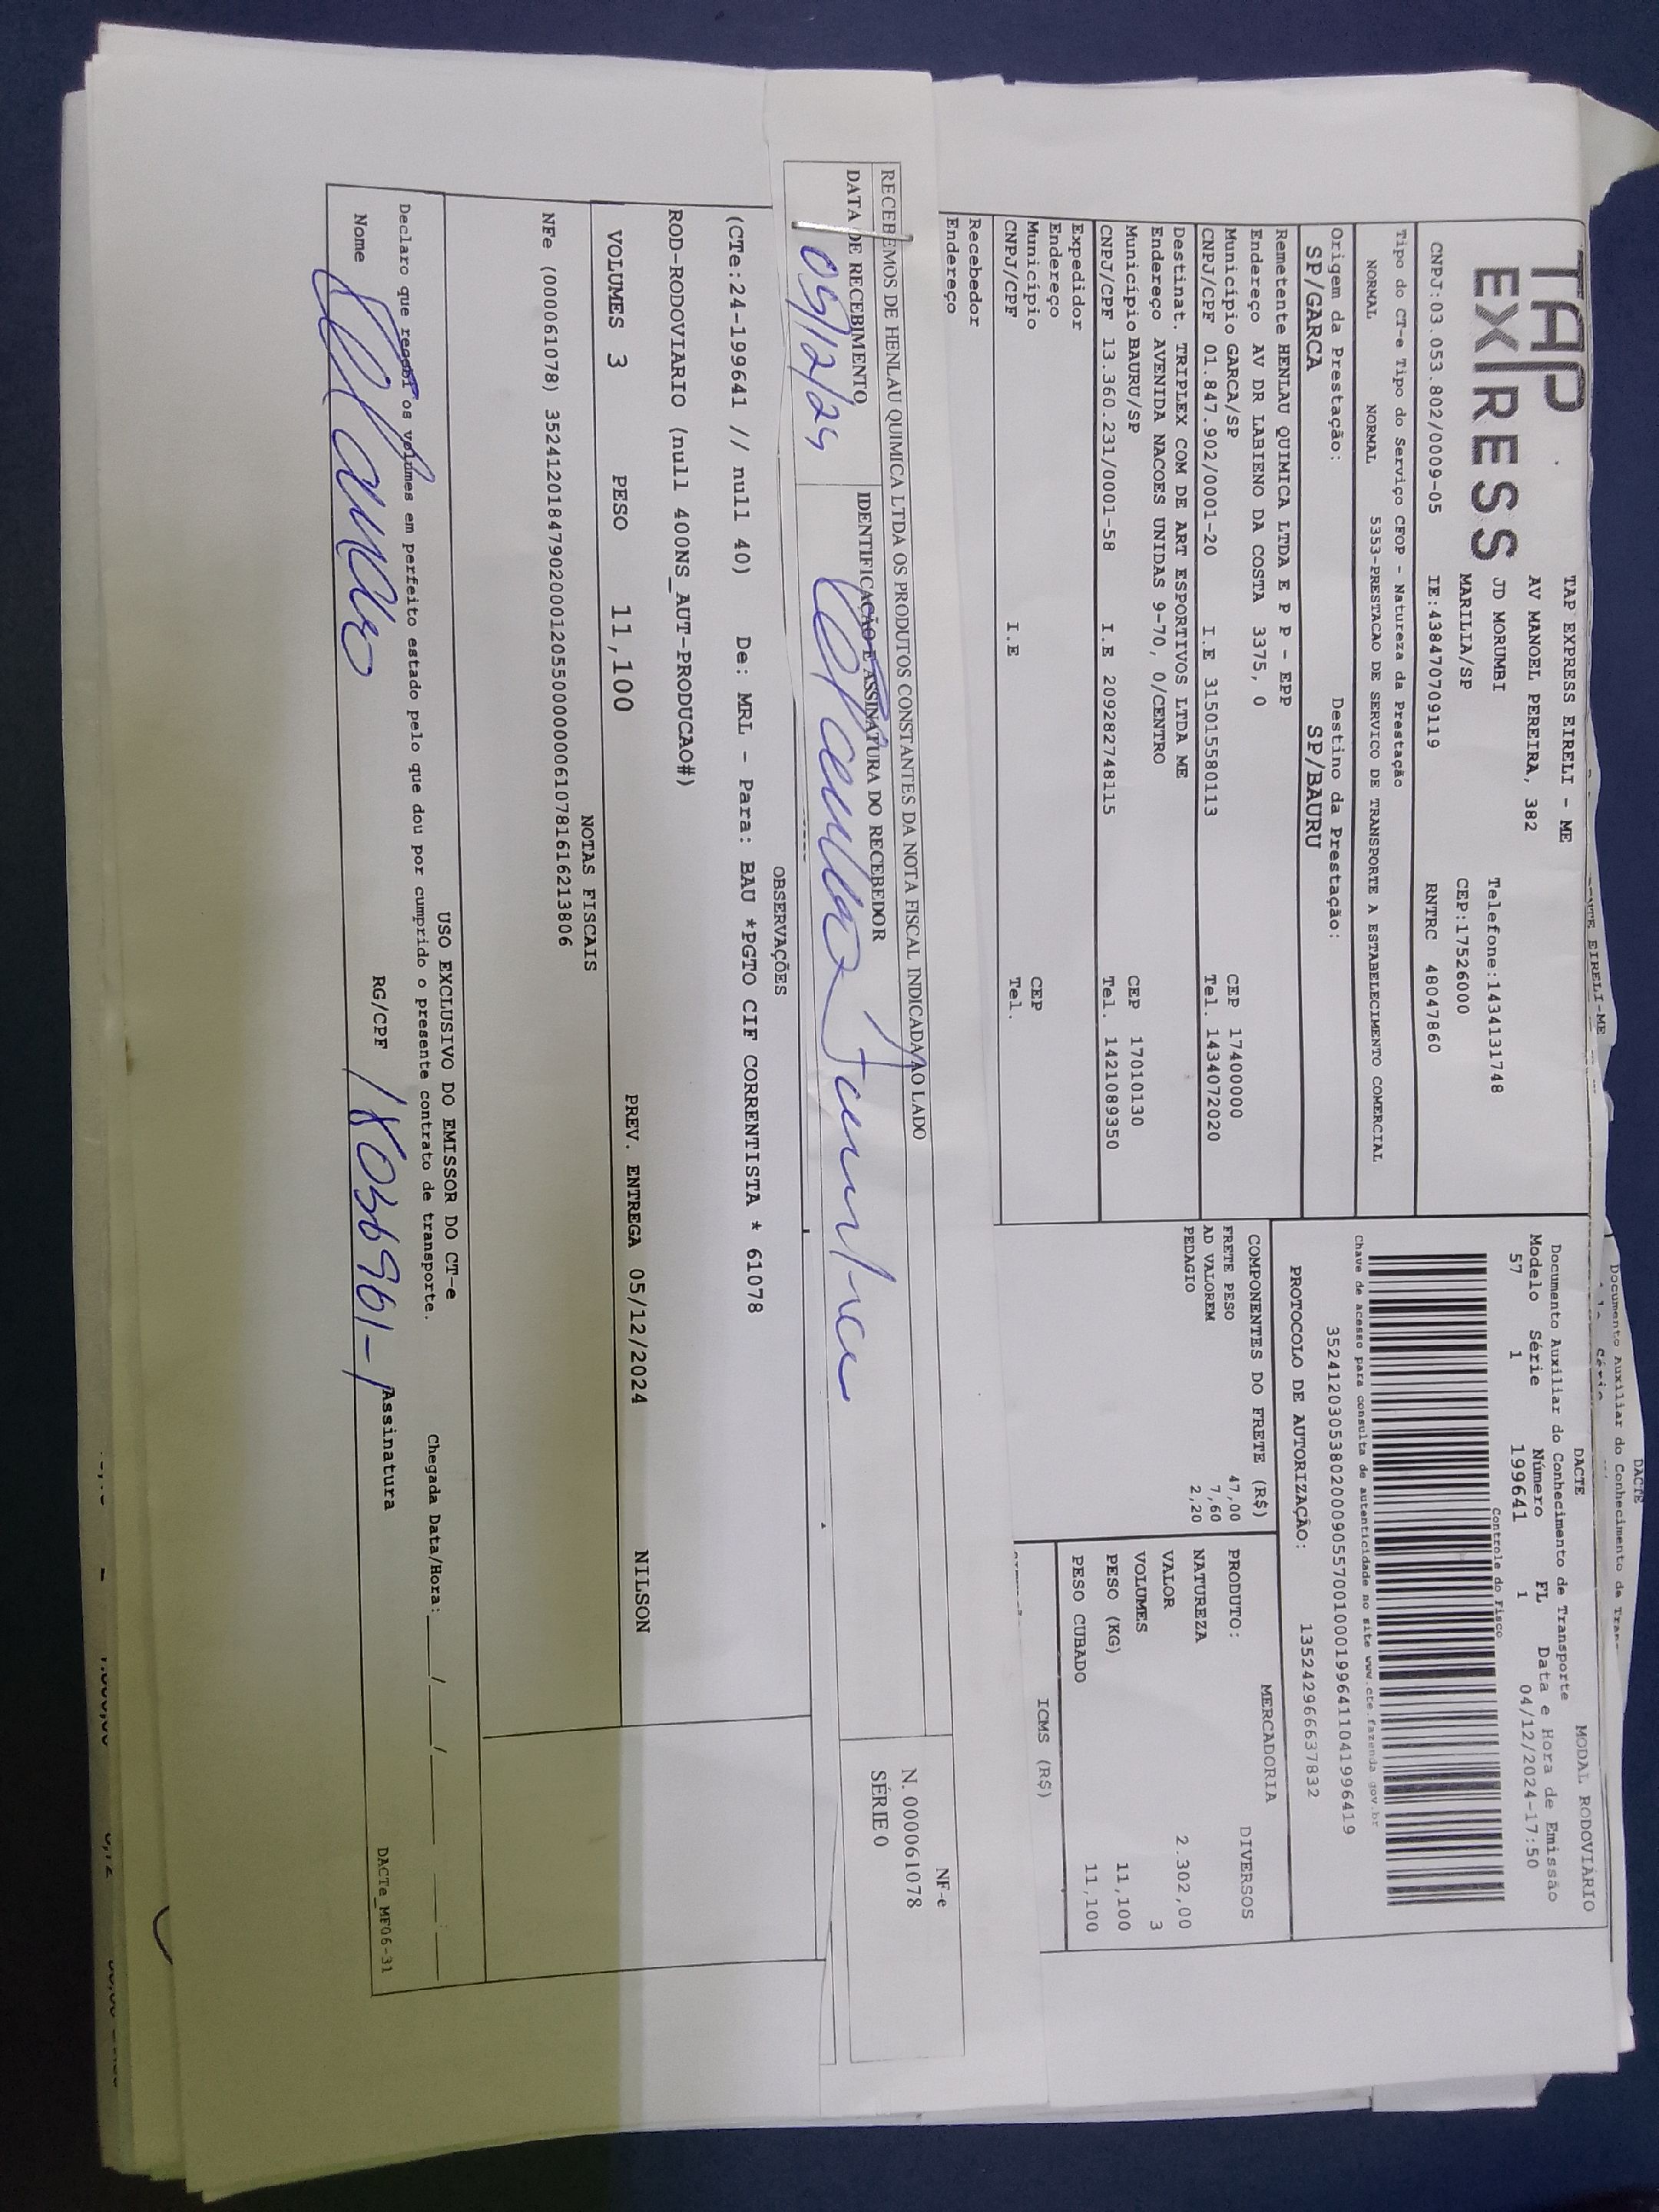 TAP EXPRESS
TAP EXPRESS EIRELI - ME
AV MANOEL PEREIRA, 382
JD MORUMBI Telefone:1434131748
MARILIA/SP CEP:17526000
CNPJ:03.053.802/0009-05 IE:438470709119 RNTRC 48047860
Tipo do CT-e Tipo do Serviço CFOP - Natureza da Prestação
NORMAL NORMAL 5353-PRESTACAO DE SERVICO DE TRANSPORTE A ESTABELECIMENTO COMERCIAL
Origem da Prestação: Destino da Prestação:
SP/GARCA SP/BAURU
Remetente HENLAU QUIMICA LTDA E P P - EPP
Endereço AV DR LABIENO DA COSTA 3375, 0
Município GARCA/SP CEP 17400000
CNPJ/CPF 01.847.902/0001-20 I.E 315015580113 Tel. 1434072020
Destinat. TRIPLEX COM DE ART ESPORTIVOS LTDA ME
Endereço AVENIDA NACOES UNIDAS 9-70, 0/CENTRO
Município BAURU/SP CEP 17010130
CNPJ/CPF 13.360.231/0001-58 I.E 209282748115 Tel. 1421089350
Expedidor
Endereço
Município CEP
CNPJ/CPF I.E Tel.
Recebedor
Endereço
DACTE MODAL RODOVIÁRIO
Documento Auxiliar do Conhecimento de Transporte
Modelo Série Número FL Data e Hora de Emissão
57 1 199641 1 04/12/2024-17:50
Controle do Fisco
Chave de acesso para consulta de autenticidade no site www.cte.fazenda.gov.br
35241203053802000905570010001996411041996419
PROTOCOLO DE AUTORIZAÇÃO: 135242966637832
COMPONENTES DO FRETE (R$)
FRETE PESO 47,00
AD VALOREM 7,60
PEDAGIO 2,20
MERCADORIA
PRODUTO: DIVERSOS
NATUREZA
VALOR 2.302,00
VOLUMES 3
PESO (KG) 11,100
PESO CUBADO 11,100
ICMS (R$)
RECEBEMOS DE HENLAU QUIMICA LTDA OS PRODUTOS CONSTANTES DA NOTA FISCAL INDICADA AO LADO
DATA DE RECEBIMENTO IDENTIFICAÇÃO E ASSINATURA DO RECEBEDOR
05/12/24
NF-e
N. 000061078
SÉRIE 0
OBSERVAÇÕES
(CTe:24-199641 // null 40) De: MRL - Para: BAU *PGTO CIF CORRENTISTA * 61078
ROD-RODOVIARIO (null 400NS_AUT-PRODUCAO#)
VOLUMES 3 PESO 11,100 PREV. ENTREGA 05/12/2024 NILSON
NOTAS FISCAIS
NFe (000061078) 35241201847902000120550000000610781616213806
USO EXCLUSIVO DO EMISSOR DO CT-e
Declaro que recebi os volumes em perfeito estado pelo que dou por cumprido o presente contrato de transporte. Chegada Data/Hora: ___/___/_____ ___:___
Nome RG/CPF Assinatura
DACTe_MF06-31